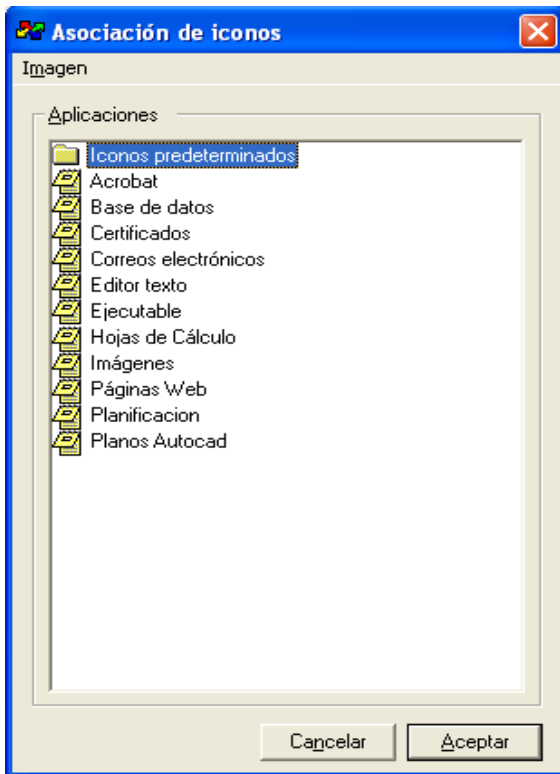 Asociación de iconos
Imagen
Aplicaciones
Iconos predeterminados
Acrobat
Base de datos
Certificados
Correos electrónicos
Editor texto
Ejecutable
Hojas de Cálculo
Imágenes
Páginas Web
Planificacion
Planos Autocad
Cancelar Aceptar